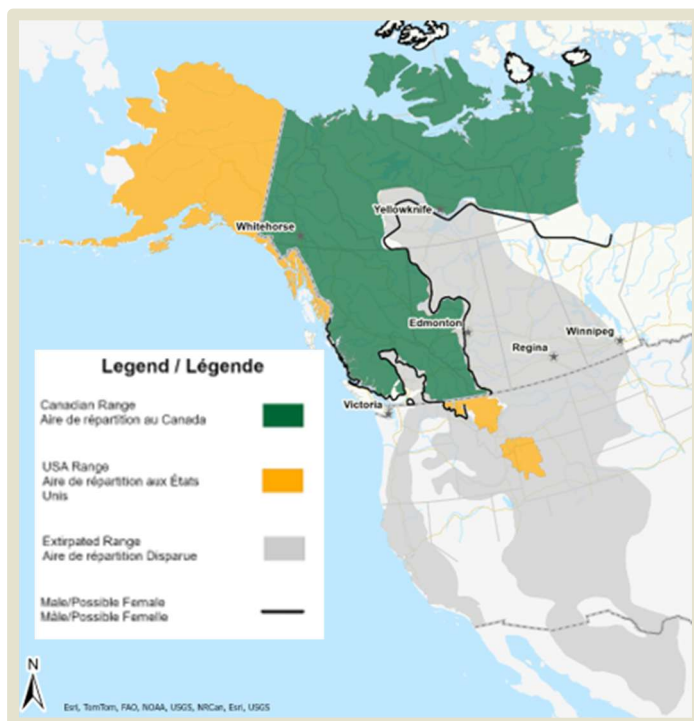 Whitehorse
Yellowknife
Edmonton
Regina
Winnipeg
Victoria
Legend / Légende
Canadian Range
Aire de répartition au Canada
USA Range
Aire de répartition aux États
Unis
Extirpated Range
Aire de répartition Disparue
Male/Possible Female
Mâle/Possible Femelle
N
Esri, TomTom, FAO, NOAA, USGS, NRCan, Esri, USGS